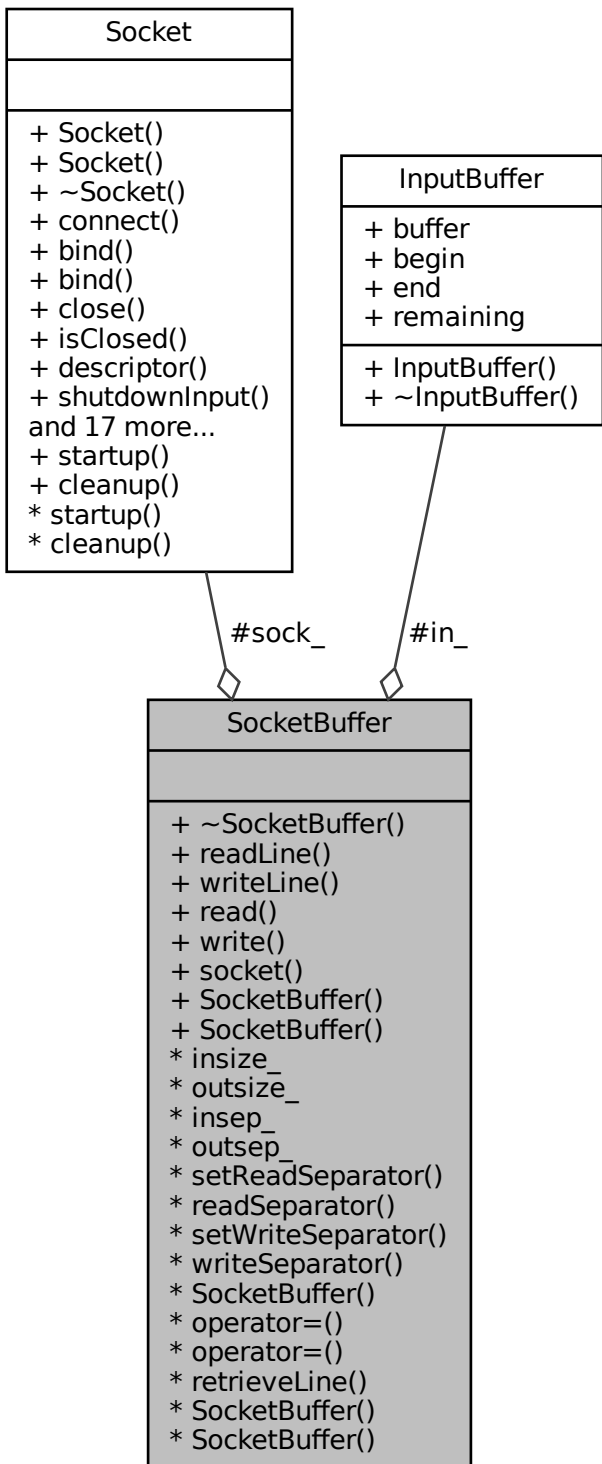 Socket
+ Socket()
+ Socket()
+ ~Socket()
+ connect()
+ bind()
+ bind()
+ close()
+ isClosed()
+ descriptor()
+ shutdownInput()
and 17 more...
+ startup()
+ cleanup()
* startup()
* cleanup()
InputBuffer
+ buffer
+ begin
+ end
+ remaining
+ InputBuffer()
+ ~InputBuffer()
#sock_
#in_
SocketBuffer
+ ~SocketBuffer()
+ readLine()
+ writeLine()
+ read()
+ write()
+ socket()
+ SocketBuffer()
+ SocketBuffer()
* insize_
* outsize_
* insep_
* outsep_
* setReadSeparator()
* readSeparator()
* setWriteSeparator()
* writeSeparator()
* SocketBuffer()
* operator=()
* operator=()
* retrieveLine()
* SocketBuffer()
* SocketBuffer()